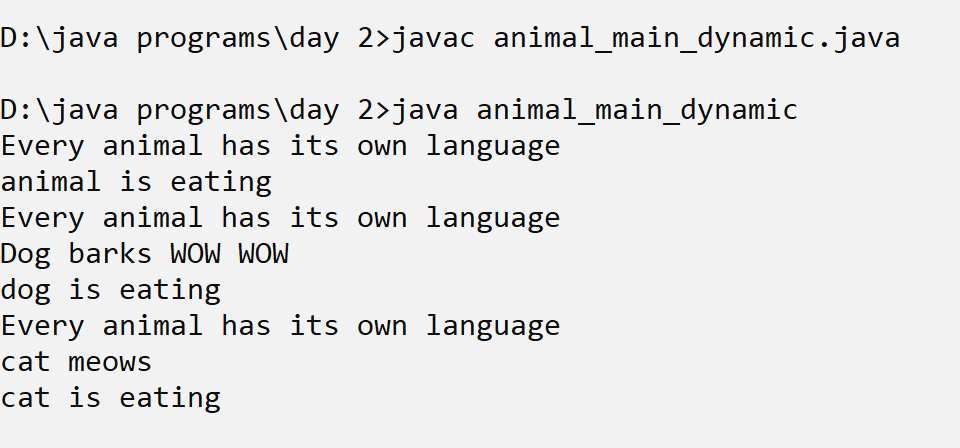 D:\java programs\day 2>javac animal_main_dynamic.java
D:\java programs\day 2>java animal_main_dynamic
Every animal has its own language
animal is eating
Every animal has its own language
Dog barks WOW WOW
dog is eating
Every animal has its own language
cat meows
cat is eating